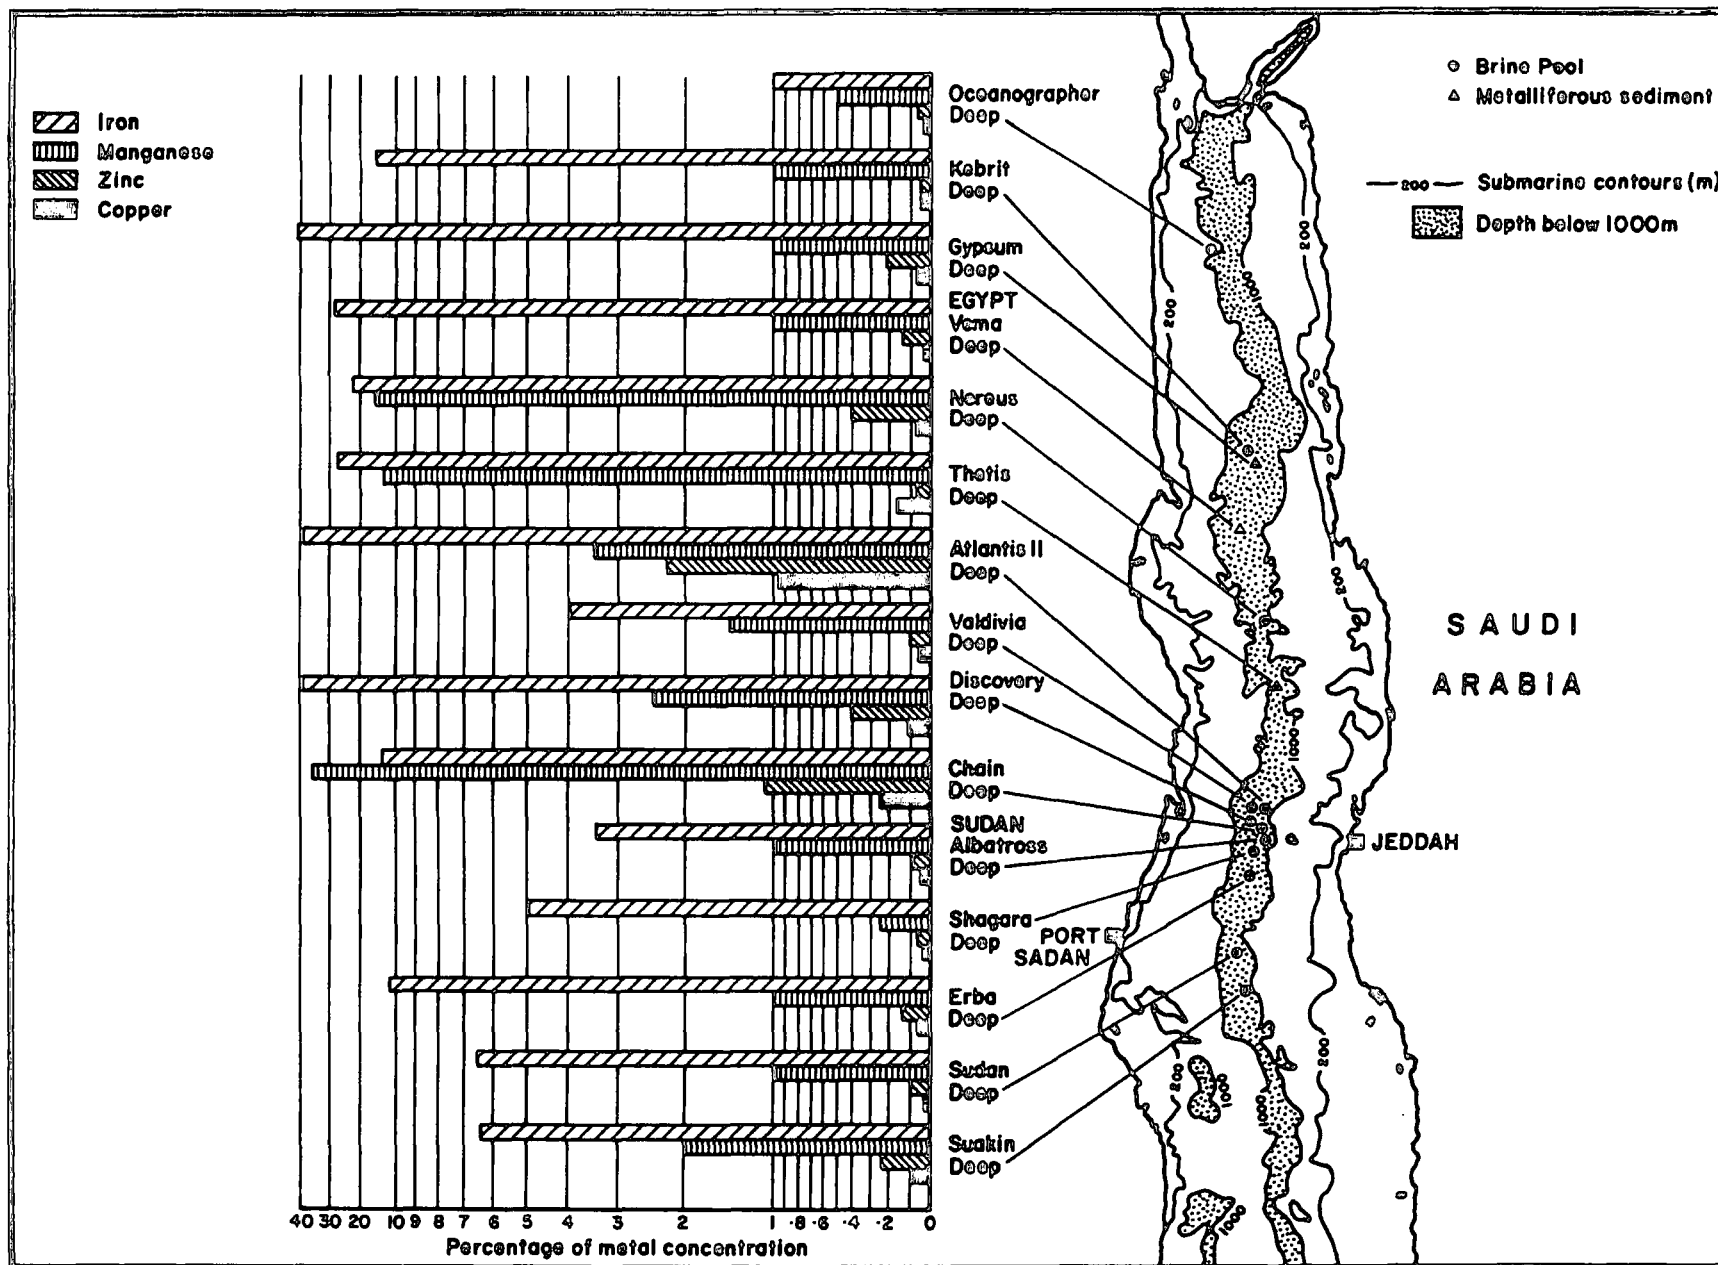 Iron
Manganese
Zinc
Copper
Oceanographer
Deep
Kebrit
Deep
Gypsum
Deep
EGYPT
Vema
Deep
Nereus
Deep
Thetis
Deep
Atlantis II
Deep
Valdivia
Deep
Discovery
Deep
Chain
Deep
SUDAN
Albatross
Deep
Shagara
Deep
Erba
Deep
Sudan
Deep
Suakin
Deep
40 30 20 10 9 8 7 6 5 4 3 2 1 .8 .6 .4 .2 0
Percentage of metal concentration
Brine Pool
Metalliferous sediment
200 Submarine contours (m)
Depth below 1000m
200
200
1000
200
1000
SAUDI
ARABIA
JEDDAH
PORT
SADAN
200
1000
1000
200
1000